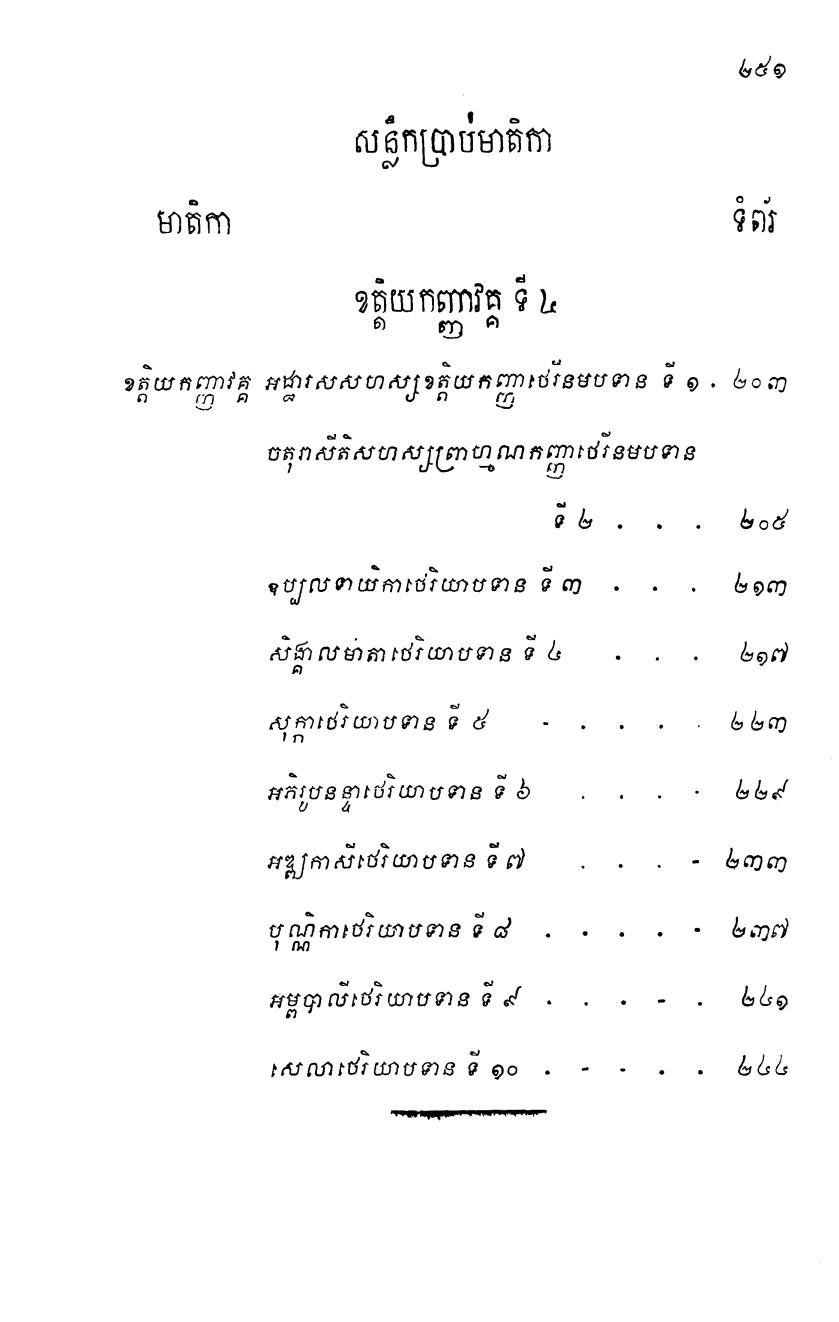 ២៥១
សន្លឹកប្រាប់មាតិកា
មាតិកា ទំព័រ
ខត្តិយកញ្ញាវគ្គ ទី ៤
ខត្តិយកញ្ញាវគ្គ អដ្ឋារសសហស្សខត្តិយកញ្ញាថេរីនមបទាន ទី ១ . ២០៣
ចតុរាសីតិសហស្សព្រាហ្មណកញ្ញាថេរីនមបទាន
ទី ២ . . . ២០៥
ឧប្បលទាយិកាថេរិយាបទាន ទី ៣ . . . ២១៣
សិង្គាលមាតាថេរិយាបទាន ទី ៤ . . . ២១៧
សុក្កាថេរិយាបទាន ទី ៥ - . . . . ២២៣
អភិរូបនន្ទាថេរិយាបទាន ទី ៦ . . . . ២២៩
អឌ្ឍកាសីថេរិយាបទាន ទី ៧ . . . - ២៣៣
បុណ្ណិកាថេរិយាបទាន ទី ៨ . . . . - ២៣៧
អម្ពបាលីថេរិយាបទាន ទី ៩ . . . - . ២៤១
សេលាថេរិយាបទាន ទី ១០ . - - . . ២៤៤